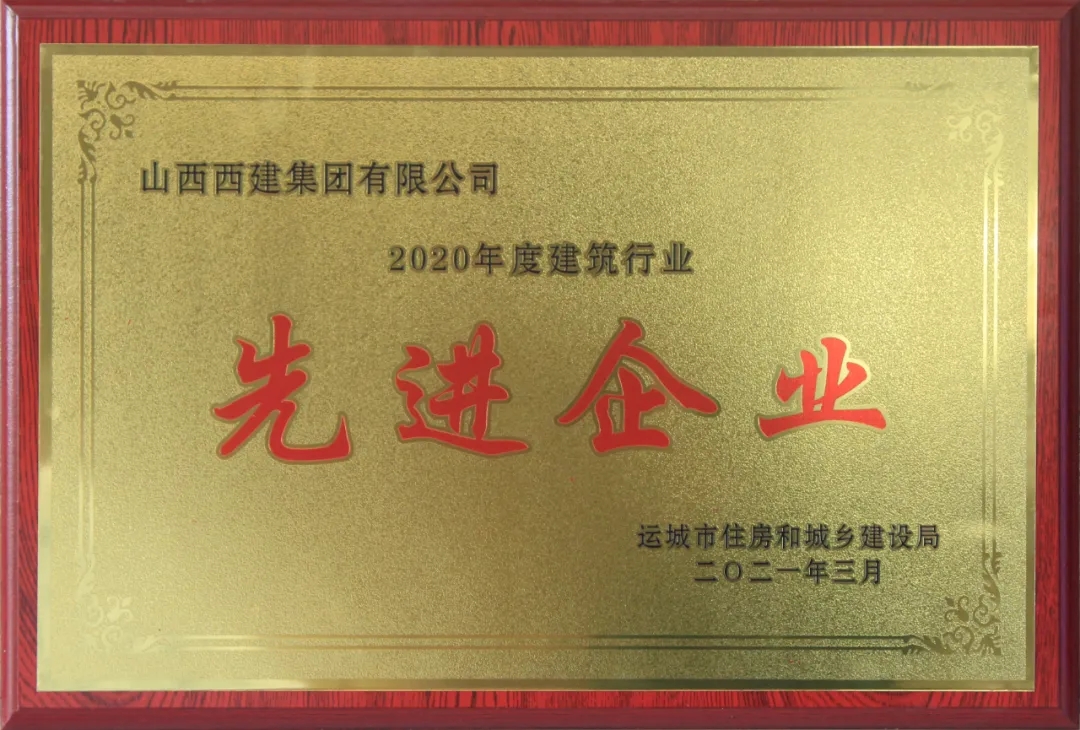 山西西建集团有限公司
2020年度建筑行业
先进企业
运城市住房和城乡建设局
二〇二一年三月